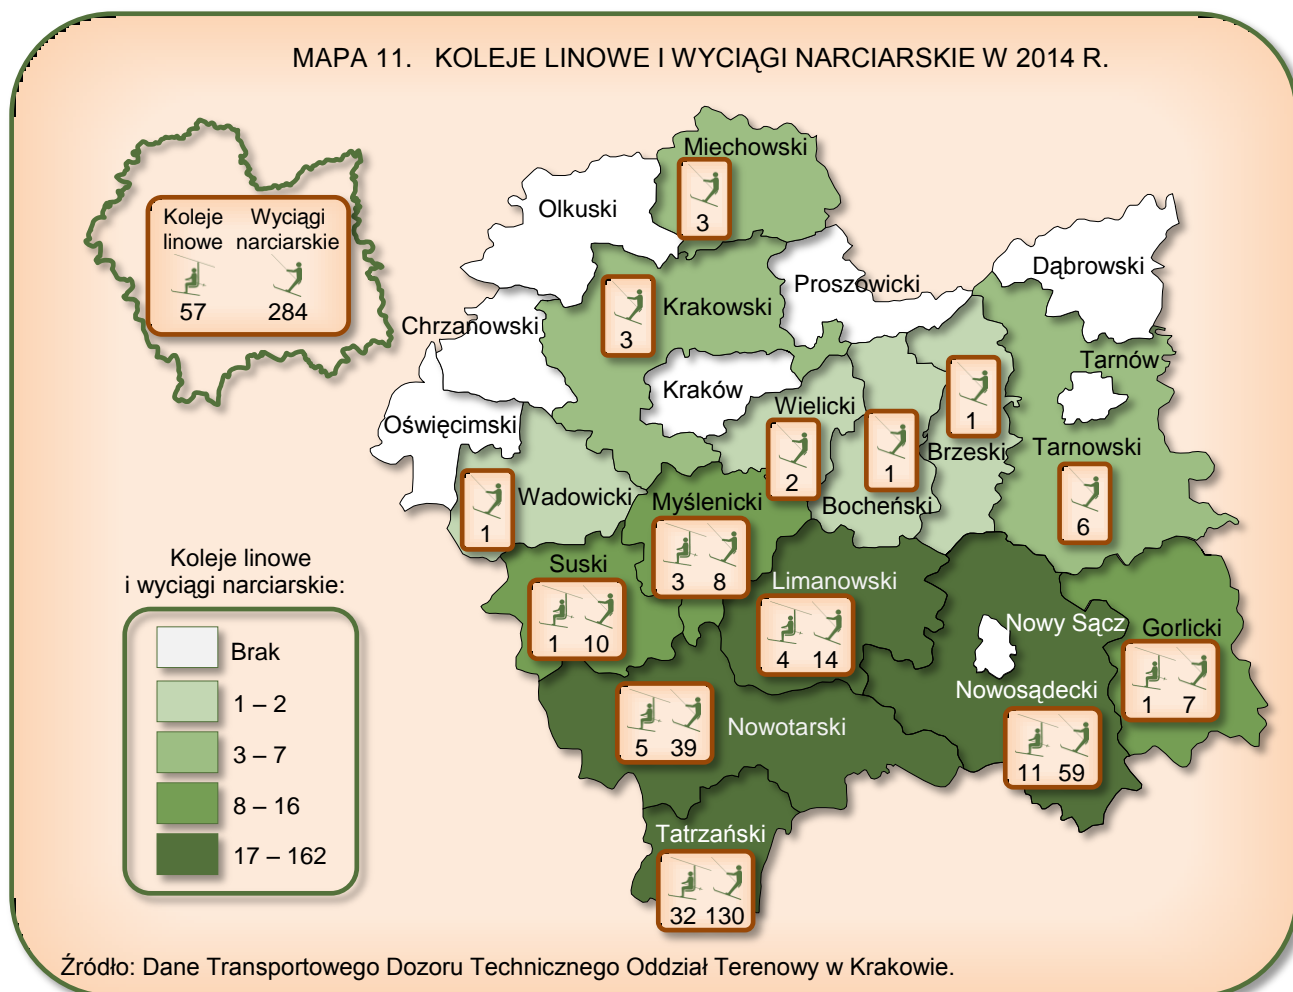 MAPA 11. KOLEJE LINOWE I WYCIĄGI NARCIARSKIE W 2014 R.
Koleje linowe
Wyciągi narciarskie
57
284
Miechowski
3
Olkuski
Dąbrowski
Proszowicki
Krakowski
3
Chrzanowski
Tarnów
Kraków
Wielicki
2
1
Bocheński
1
Brzeski
Oświęcimski
Tarnowski
6
Wadowicki
1
Myślenicki
3 8
Suski
1 10
Limanowski
4 14
Nowy Sącz
Gorlicki
1 7
Nowosądecki
11 59
Nowotarski
5 39
Tatrzański
32 130
Koleje linowe
i wyciągi narciarskie:
Brak
1 – 2
3 – 7
8 – 16
17 – 162
Źródło: Dane Transportowego Dozoru Technicznego Oddział Terenowy w Krakowie.